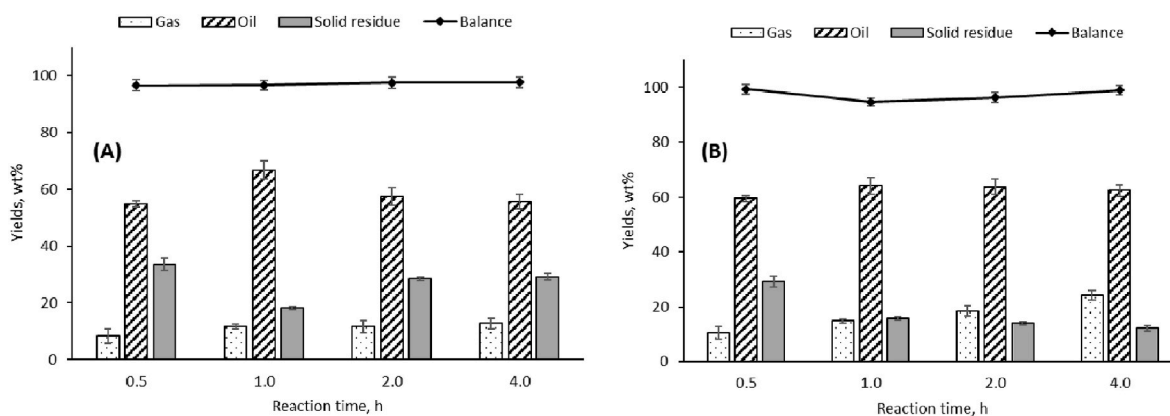 Gas Oil Solid residue Balance
100
80
60
40
20
0
Yields, wt%
(A)
0.5 1.0 2.0 4.0
Reaction time, h
Gas Oil Solid residue Balance
100
80
60
40
20
0
Yields, wt%
(B)
0.5 1.0 2.0 4.0
Reaction time, h